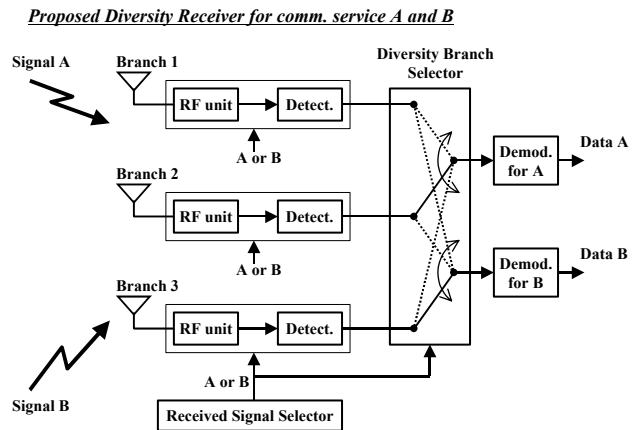 Proposed Diversity Receiver for comm. service A and B
Signal A
Branch 1
Diversity Branch
Selector
RF unit
Detect.
A or B
Demod.
for A
Data A
Branch 2
RF unit
Detect.
A or B
Demod.
for B
Data B
Branch 3
RF unit
Detect.
A or B
Signal B
Received Signal Selector